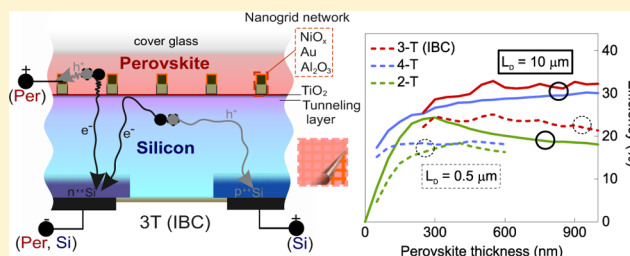 Nanogrid network
cover glass
NiOx
Au
Al2O3
Perovskite
h+
+
(Per)
TiO2
Tunneling
layer
e-
e-
h+
Silicon
n++Si
p++Si
3T (IBC)
(Per, Si)
+
(Si)
3-T (IBC)
4-T
2-T
LD = 10 μm
LD = 0.5 μm
40
30
20
10
0
0
300
600
900
Perovskite thickness (nm)